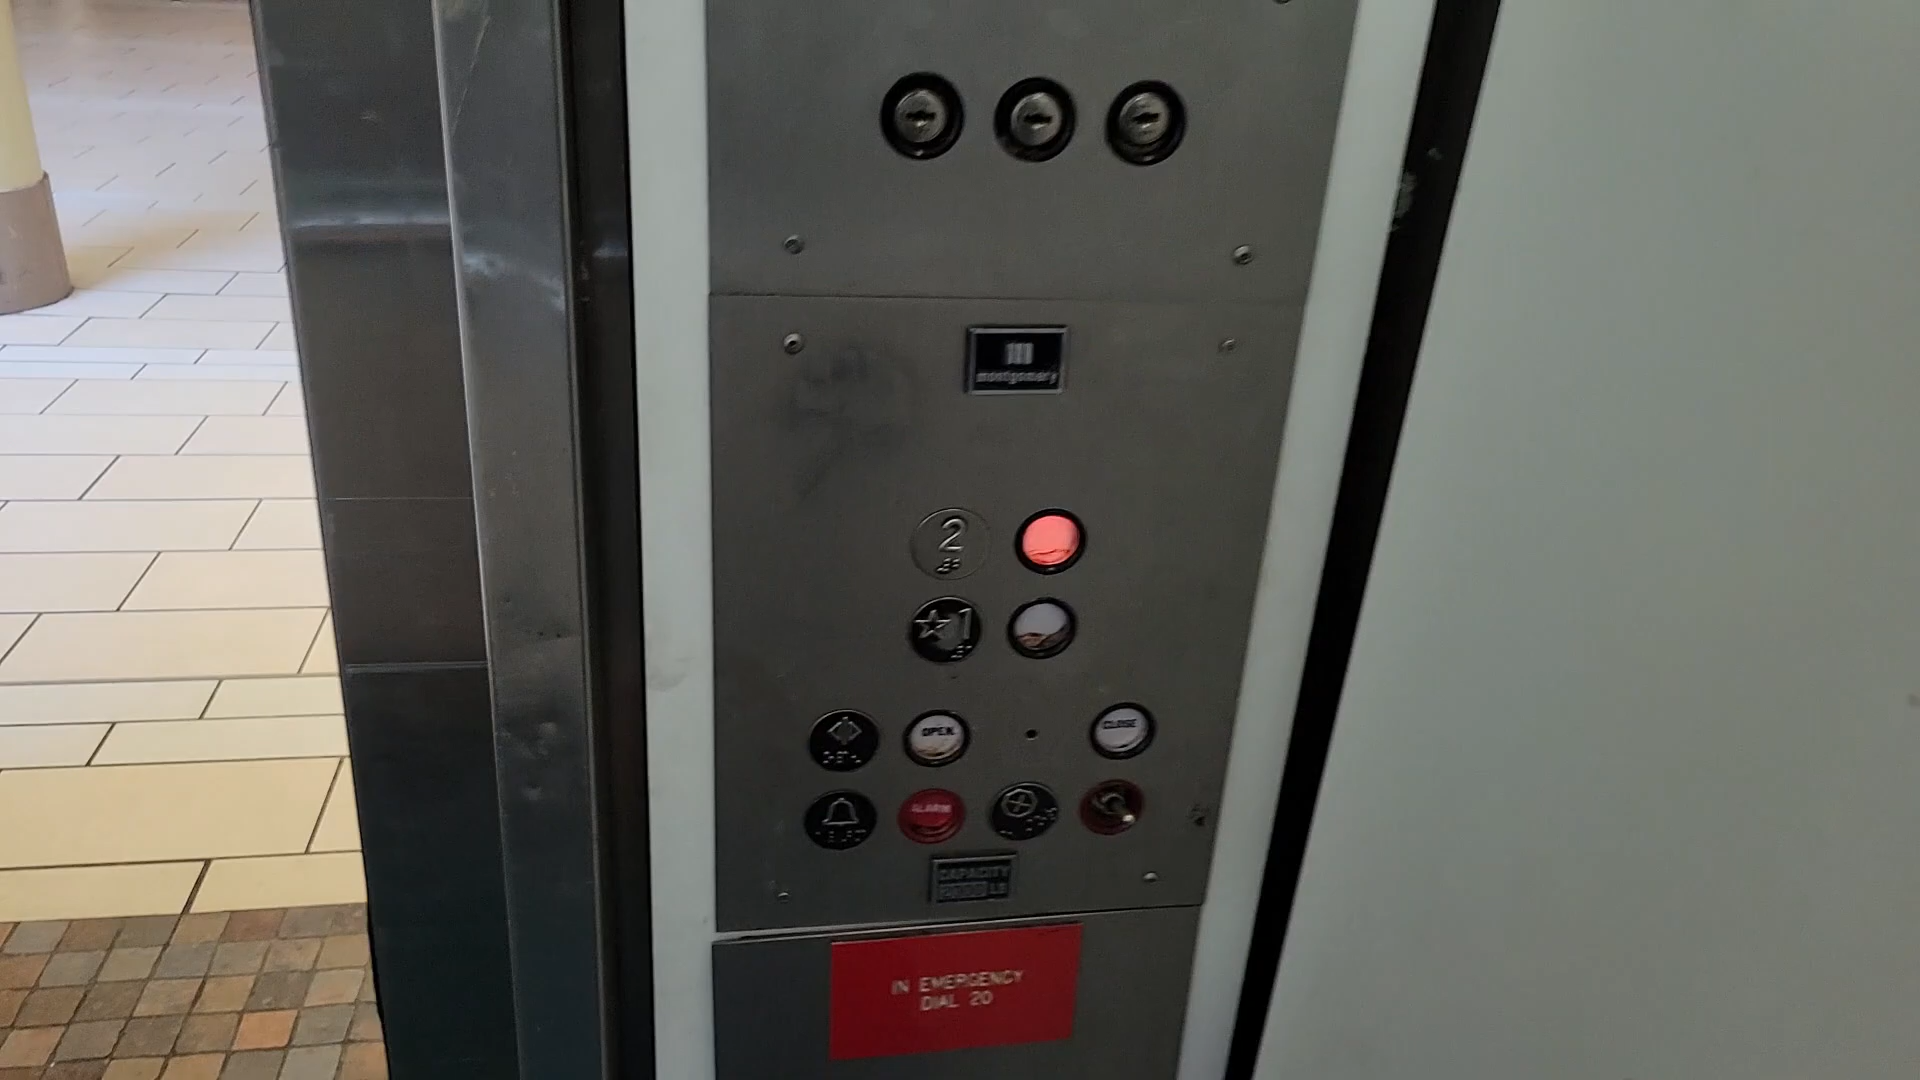 montgomery
2
1
OPEN
CLOSE
ALARM
CAPACITY
LB
IN EMERGENCY
DIAL 20